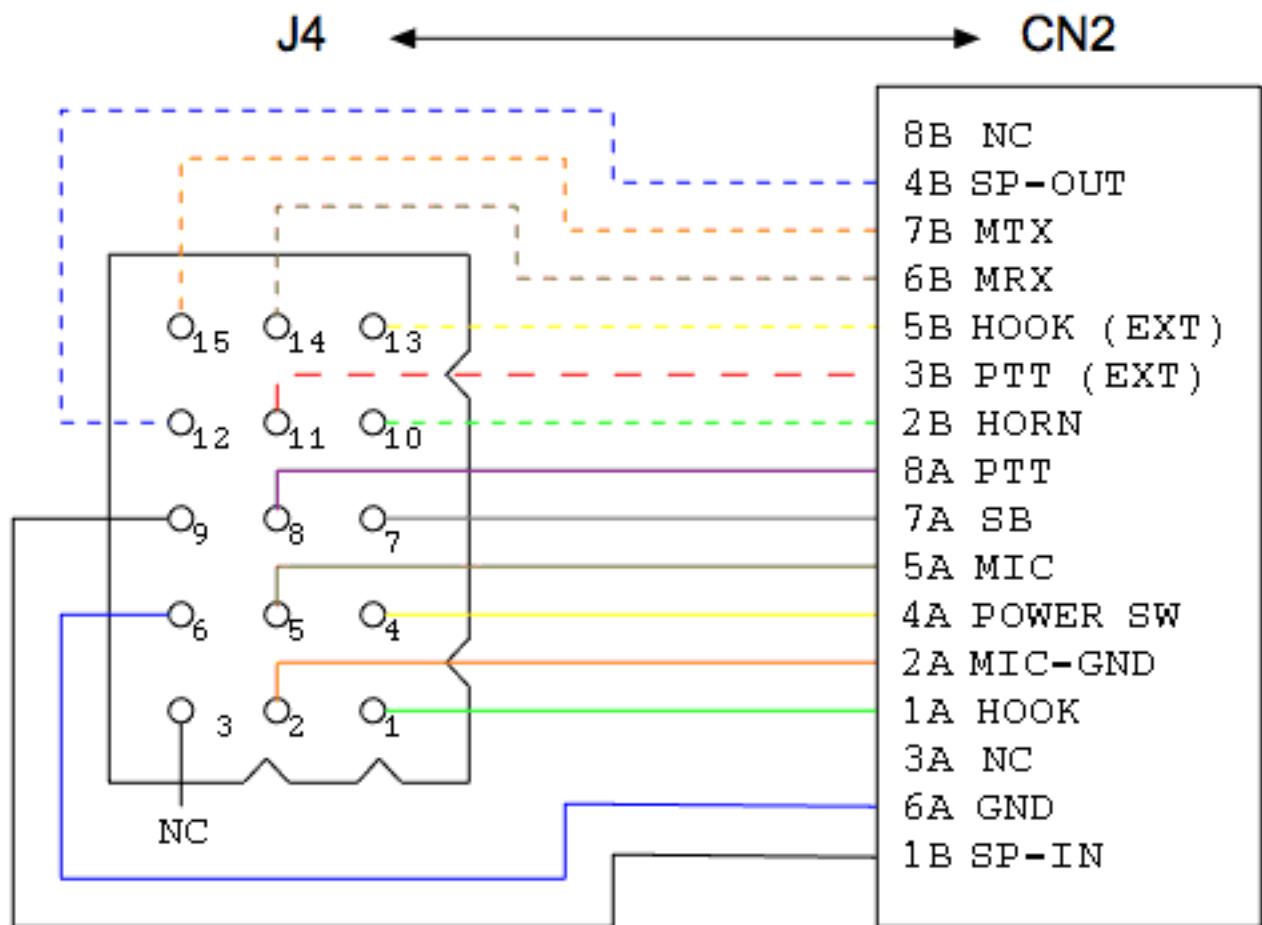 J4 CN2
8B NC
4B SP-OUT
7B MTX
6B MRX
15 14 13 5B HOOK (EXT)
3B PTT (EXT)
12 11 10 2B HORN
8A PTT
9 8 7 7A SB
5A MIC
6 5 4 4A POWER SW
2A MIC-GND
3 2 1 1A HOOK
3A NC
6A GND
NC
1B SP-IN